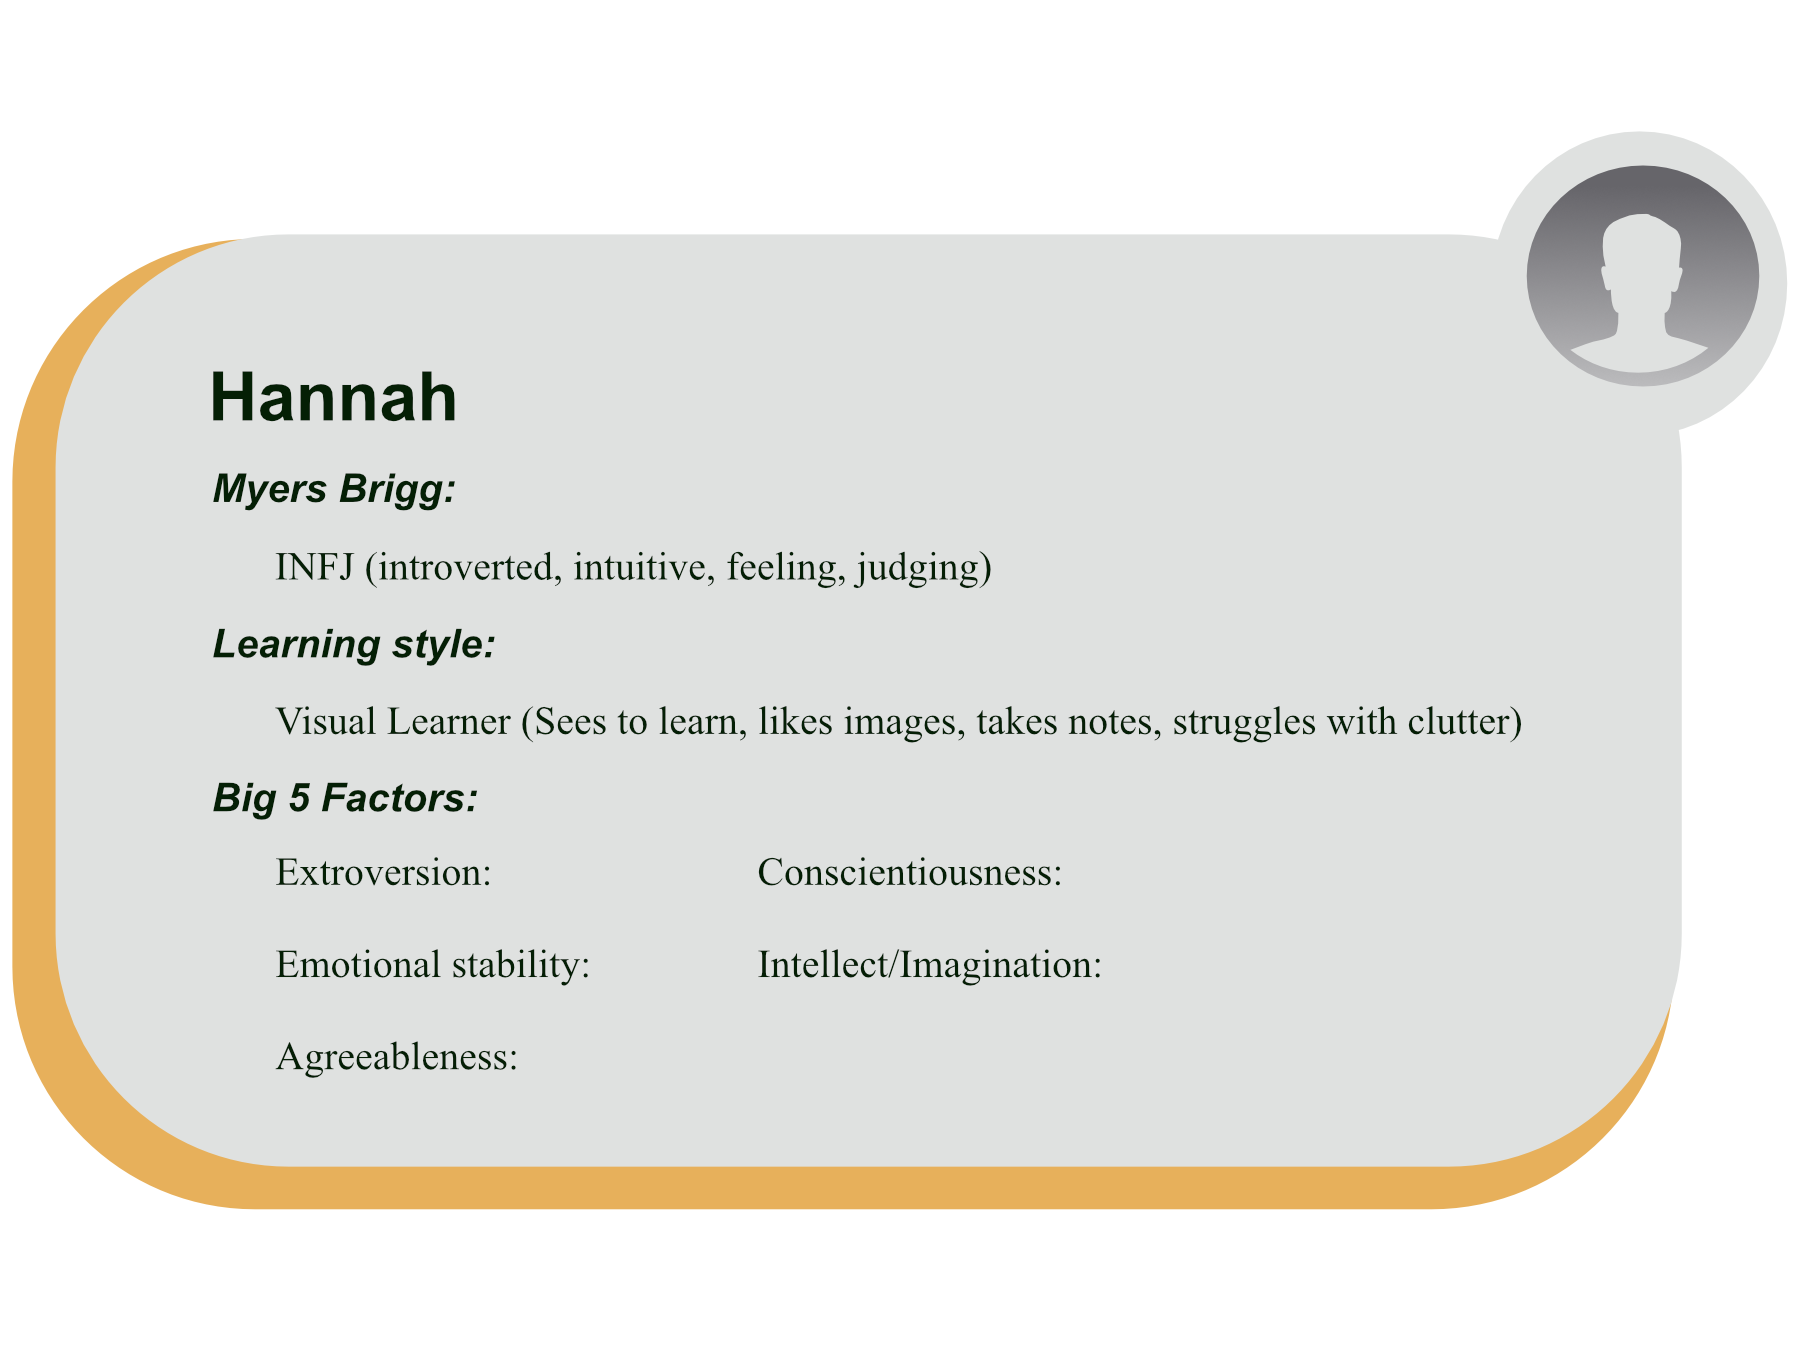 Hannah
Myers Brigg:
INFJ (introverted, intuitive, feeling, judging)
Learning style:
Visual Learner (Sees to learn, likes images, takes notes, struggles with clutter)
Big 5 Factors:
Extroversion: Conscientiousness:
Emotional stability: Intellect/Imagination:
Agreeableness: